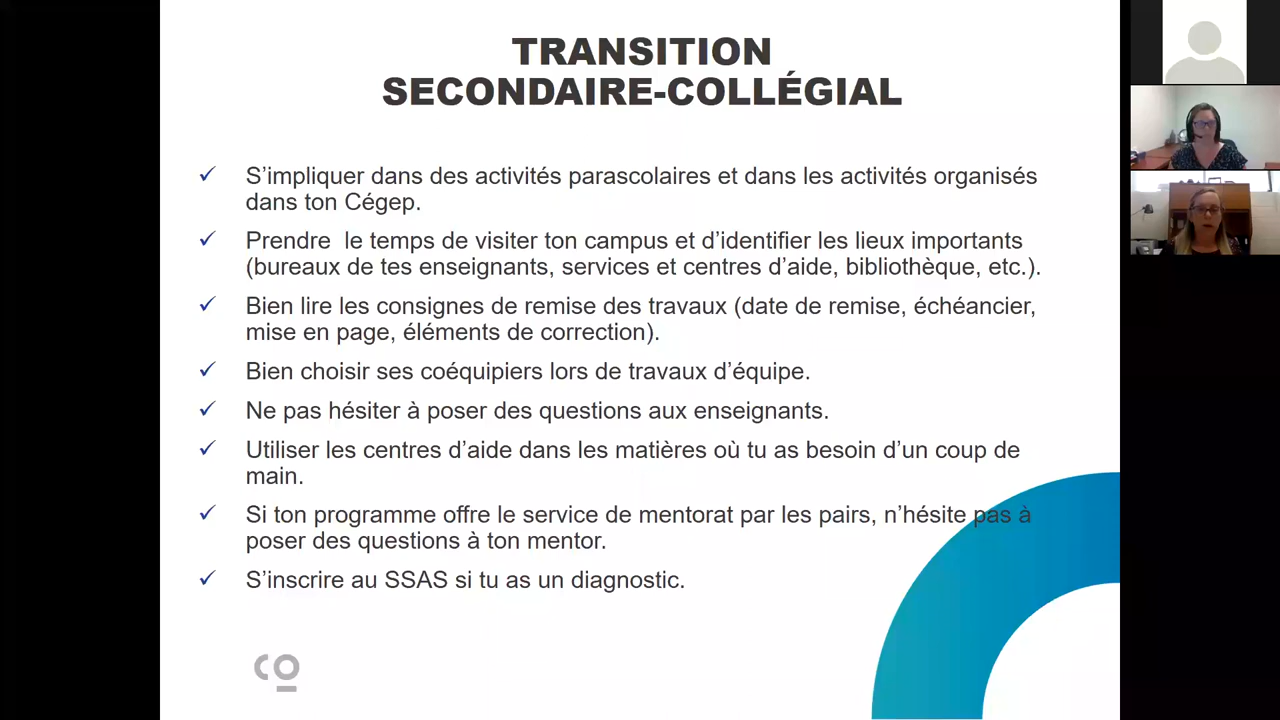 TRANSITION
SECONDAIRE-COLLÉGIAL
S’impliquer dans des activités parascolaires et dans les activités organisés
dans ton Cégep.
Prendre le temps de visiter ton campus et d’identifier les lieux importants
(bureaux de tes enseignants, services et centres d’aide, bibliothèque, etc.).
Bien lire les consignes de remise des travaux (date de remise, échéancier,
mise en page, éléments de correction).
Bien choisir ses coéquipiers lors de travaux d’équipe.
Ne pas hésiter à poser des questions aux enseignants.
Utiliser les centres d’aide dans les matières où tu as besoin d’un coup de
main.
Si ton programme offre le service de mentorat par les pairs, n’hésite pas à
poser des questions à ton mentor.
S’inscrire au SSAS si tu as un diagnostic.
co